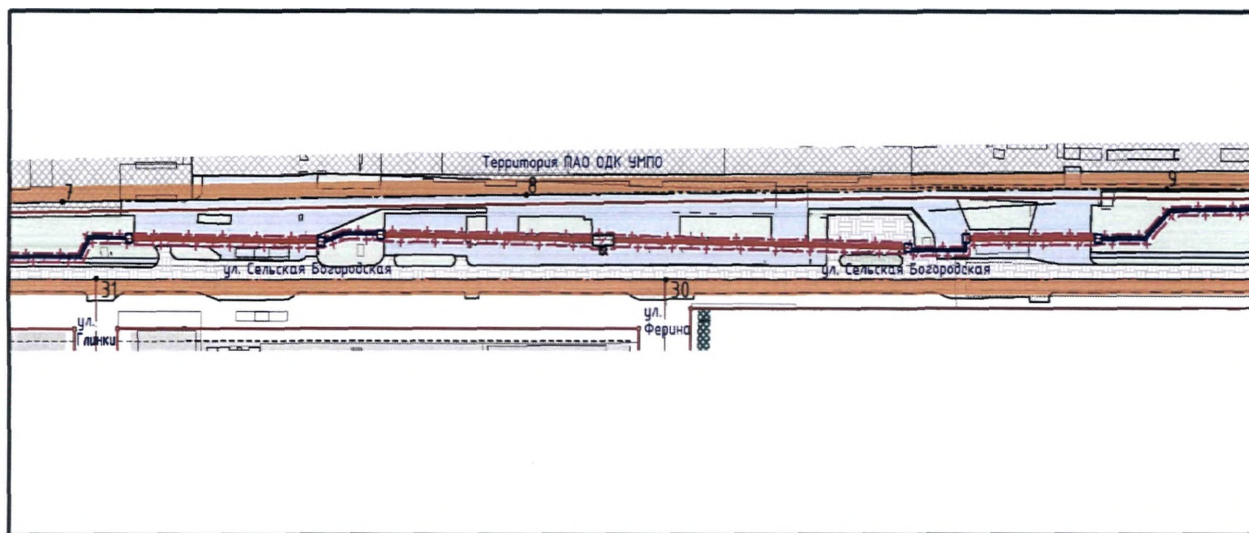 Территория ПАО ОДК УМПО
7
8
9
ул. Сельская Богородская
ул. Сельская Богородская
31
30
ул.
Глинки
ул.
Ферина